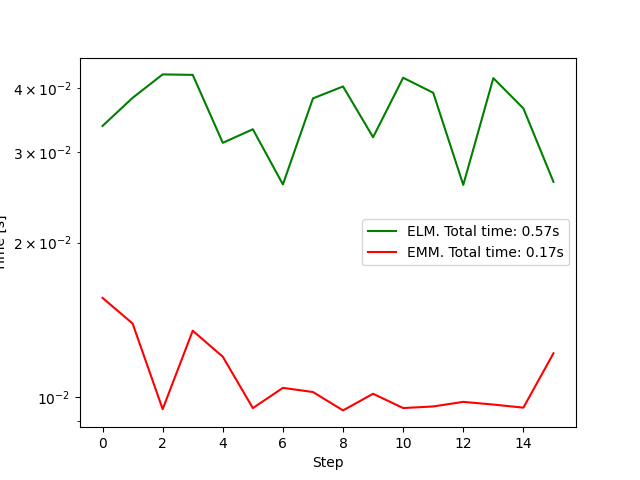 4 × 10⁻²
3 × 10⁻²
2 × 10⁻²
10⁻²
Time [s]
ELM. Total time: 0.57s
EMM. Total time: 0.17s
0 2 4 6 8 10 12 14
Step